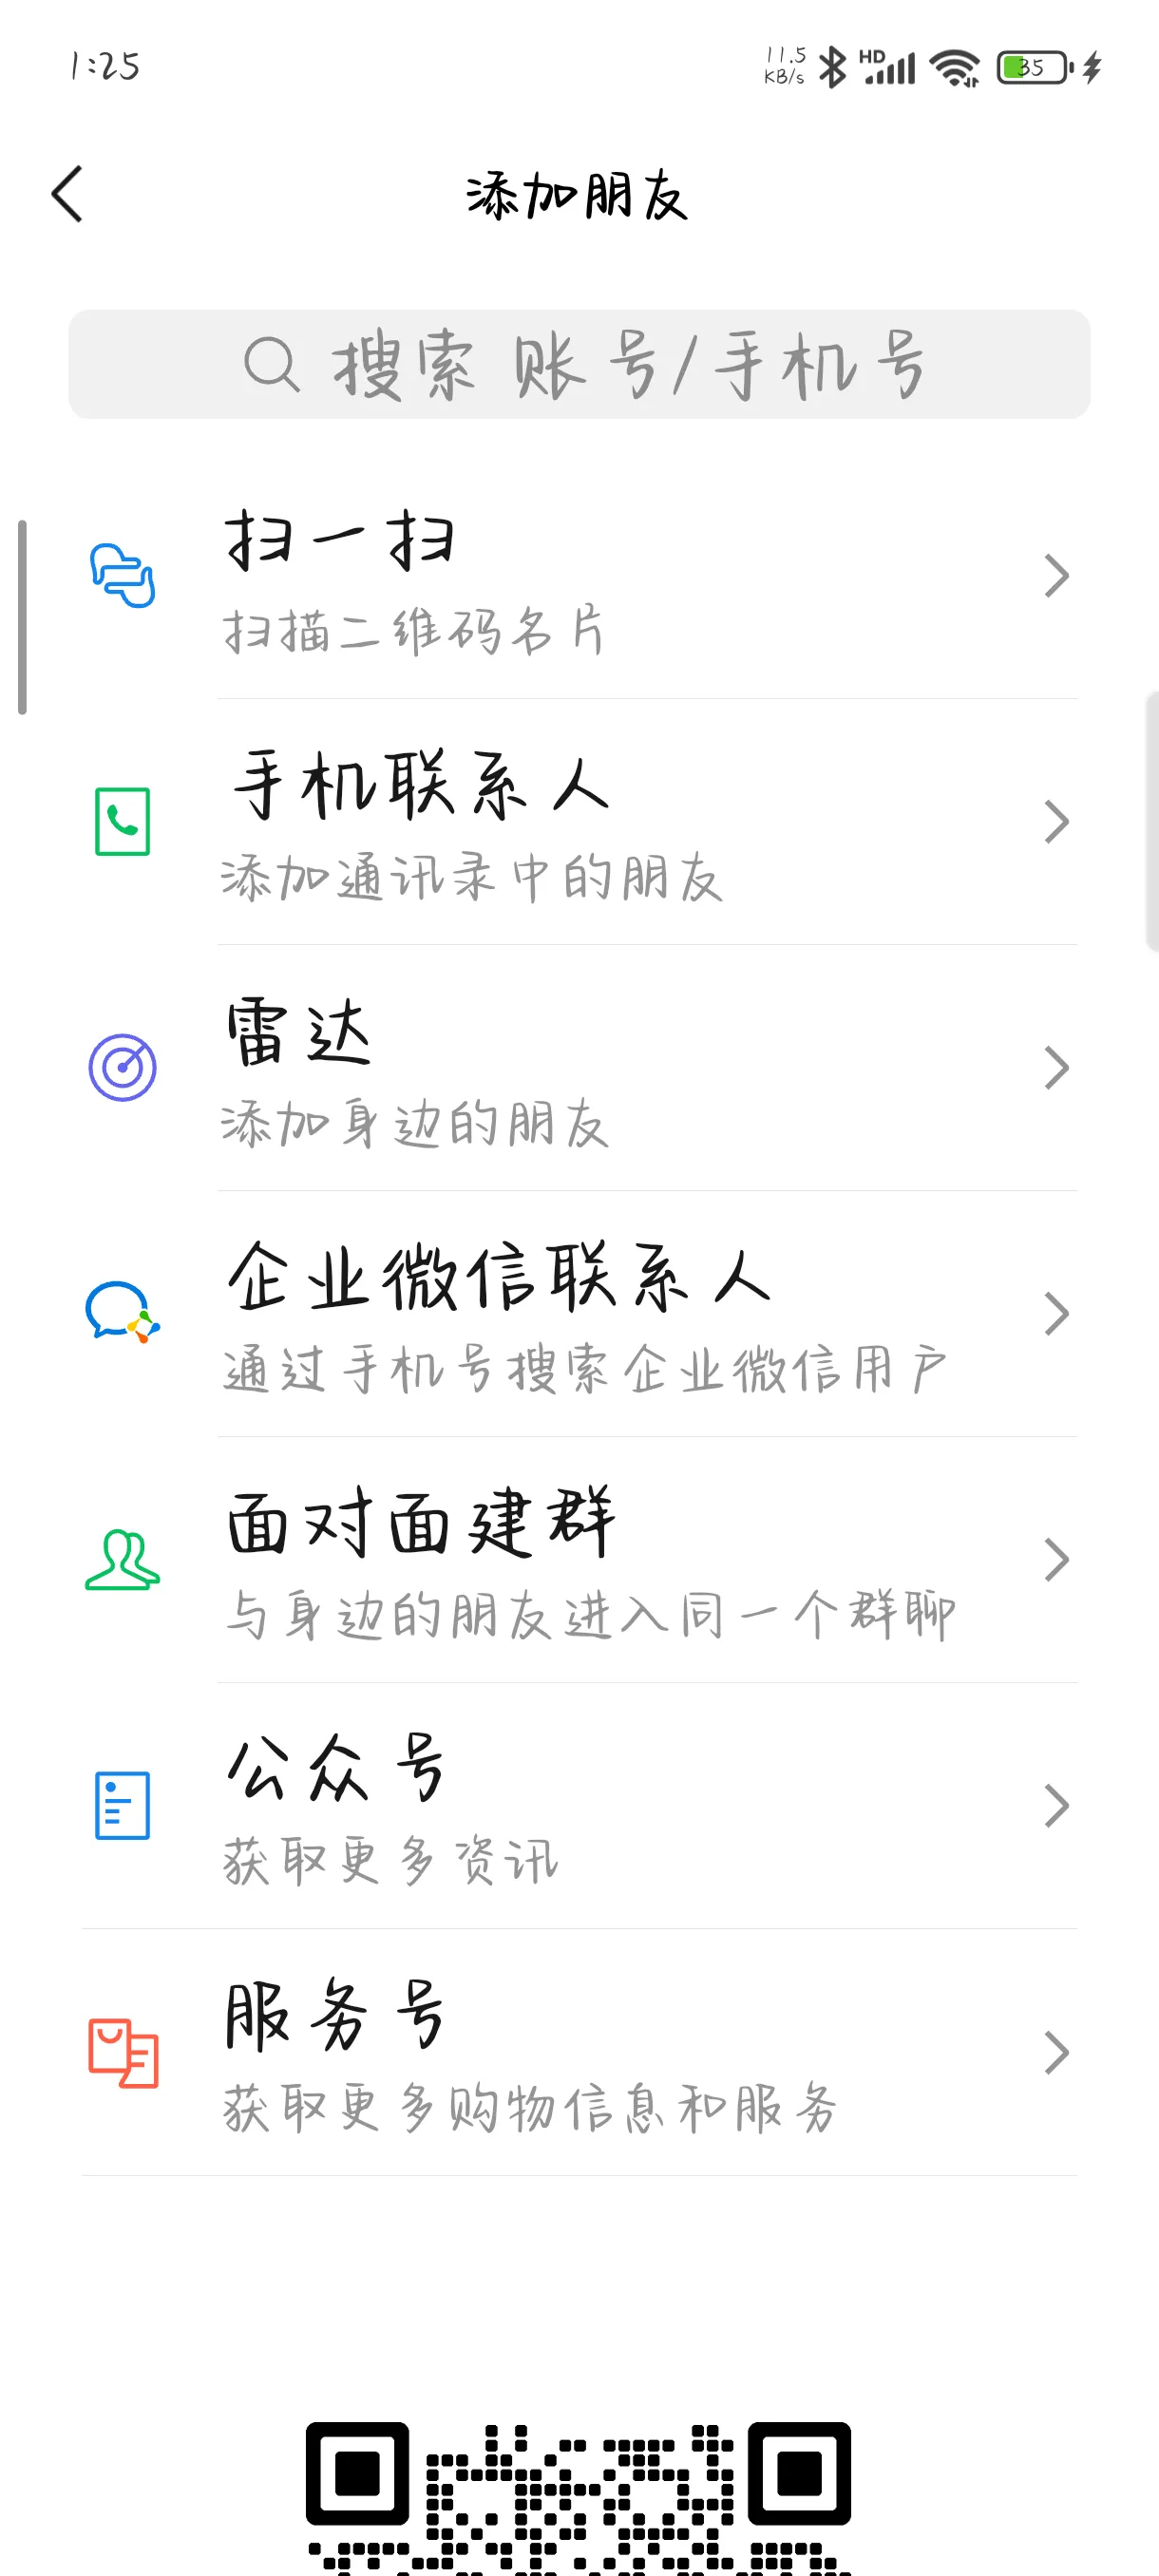 1:25
11.5
KB/s
HD
35
添加朋友
搜索 账号/手机号
扫一扫
扫描二维码名片
手机联系人
添加通讯录中的朋友
雷达
添加身边的朋友
企业微信联系人
通过手机号搜索企业微信用户
面对面建群
与身边的朋友进入同一个群聊
公众号
获取更多资讯
服务号
获取更多购物信息和服务